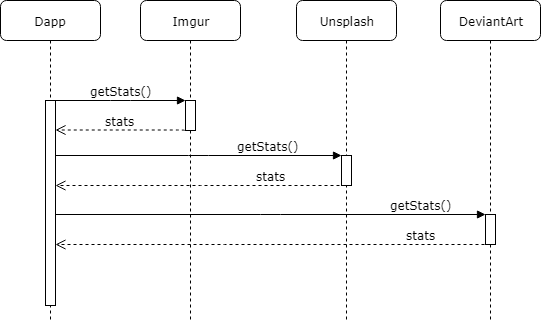 Dapp
Imgur
Unsplash
DeviantArt
getStats()
stats
getStats()
stats
getStats()
stats